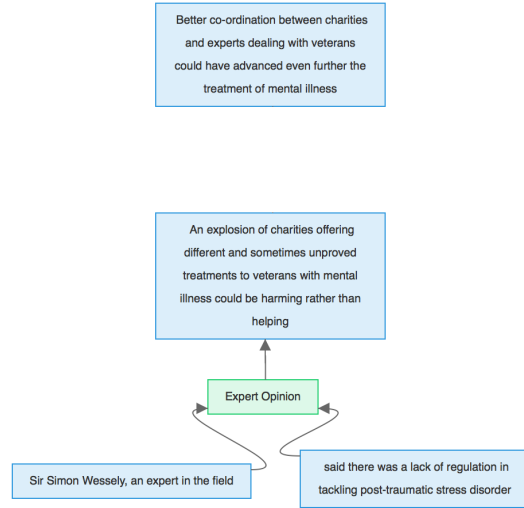 Better co-ordination between charities
and experts dealing with veterans
could have advanced even further the
treatment of mental illness
An explosion of charities offering
different and sometimes unproved
treatments to veterans with mental
illness could be harming rather than
helping
Expert Opinion
Sir Simon Wessely, an expert in the field
said there was a lack of regulation in
tackling post-traumatic stress disorder